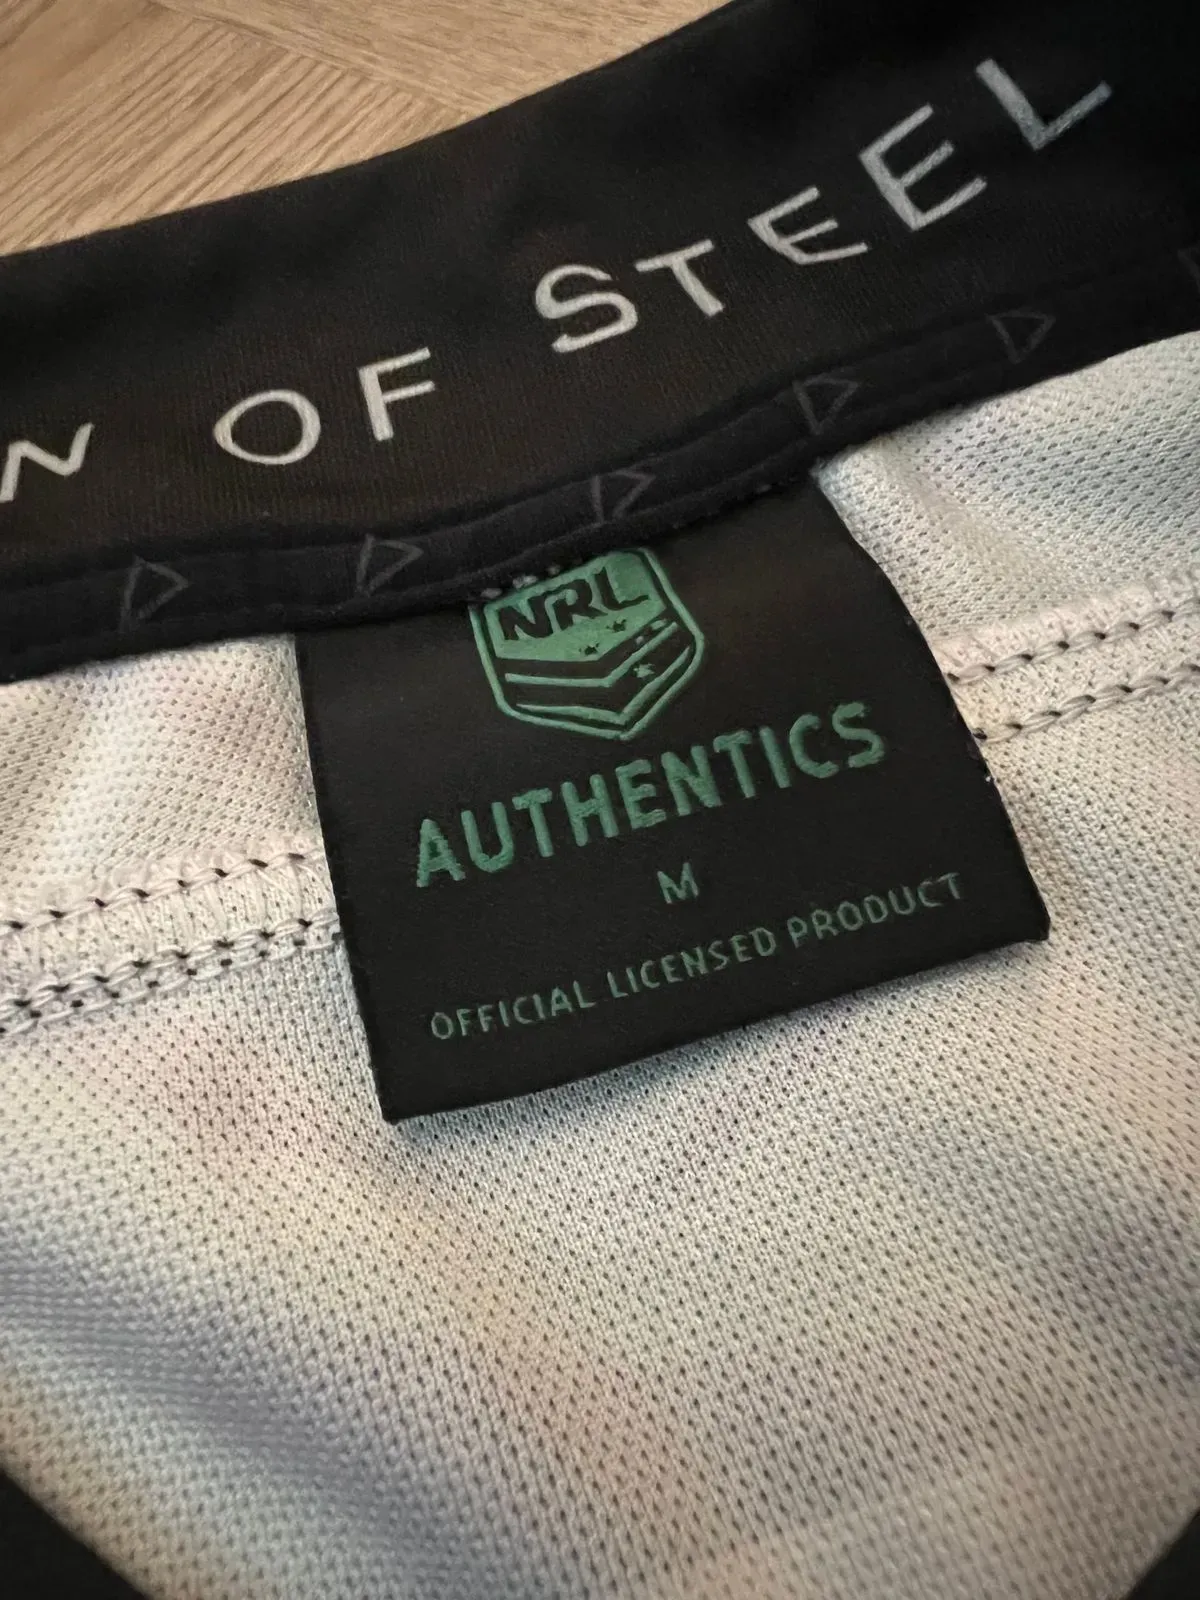 N OF STEEL
NRL
AUTHENTICS
M
OFFICIAL LICENSED PRODUCT